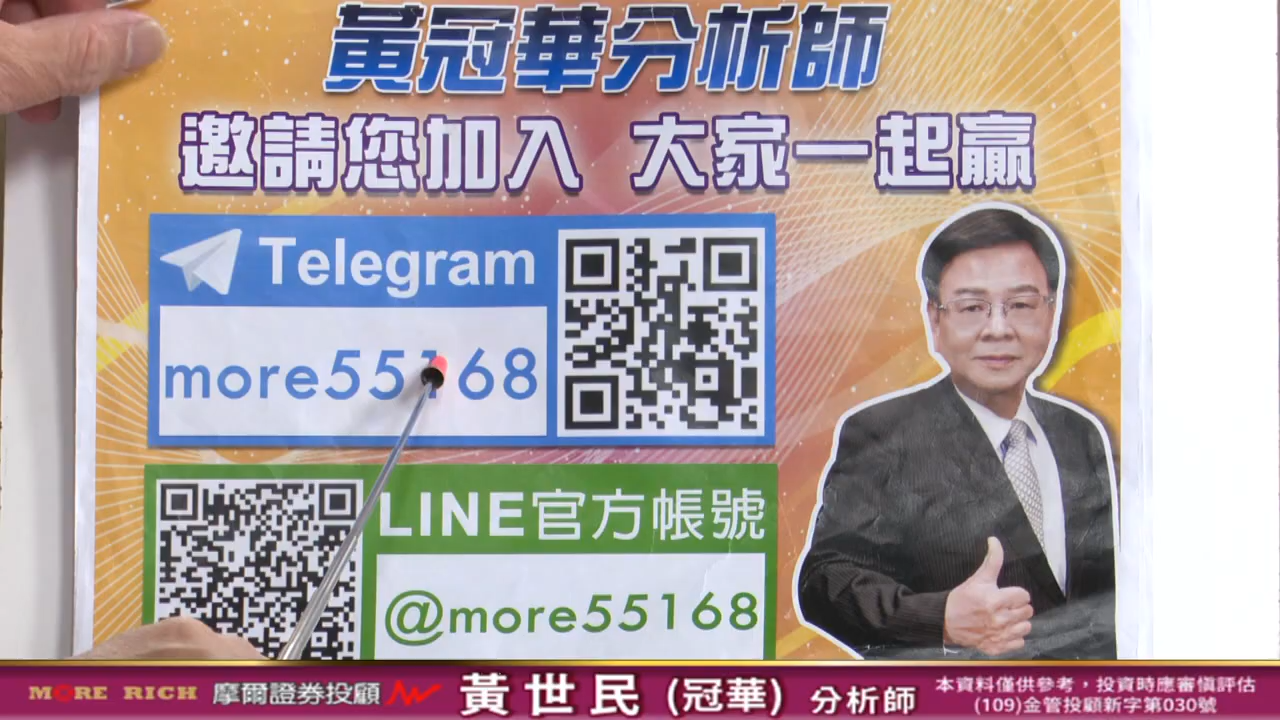 黃冠華分析師
邀請您加入 大家一起贏
Telegram
more55168
LINE官方帳號
@more55168
MORE RICH 摩爾證券投顧 黃世民(冠華) 分析師
本資料僅供參考，投資時應審慎評估
(109)金管投顧新字第030號